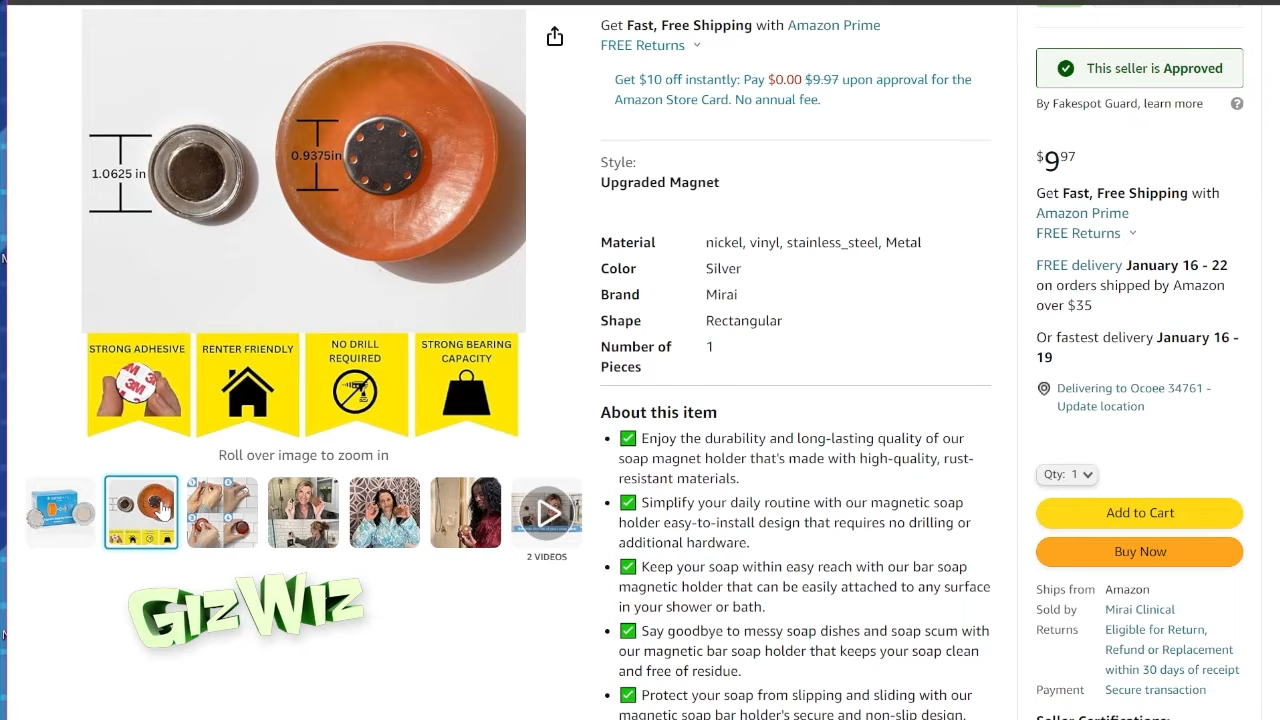 1.0625 in
0.9375in
STRONG ADHESIVE
3M
RENTER FRIENDLY
NO DRILL
REQUIRED
STRONG BEARING
CAPACITY
Roll over image to zoom in
2 VIDEOS
GizWiz
Get Fast, Free Shipping with Amazon Prime
FREE Returns
Get $10 off instantly: Pay $0.00 $9.97 upon approval for the
Amazon Store Card. No annual fee.
Style:
Upgraded Magnet
Material nickel, vinyl, stainless_steel, Metal
Color Silver
Brand Mirai
Shape Rectangular
Number of 1
Pieces
About this item
• ✅ Enjoy the durability and long-lasting quality of our
soap magnet holder that's made with high-quality, rust-
resistant materials.
• ✅ Simplify your daily routine with our magnetic soap
holder easy-to-install design that requires no drilling or
additional hardware.
• ✅ Keep your soap within easy reach with our bar soap
magnetic holder that can be easily attached to any surface
in your shower or bath.
• ✅ Say goodbye to messy soap dishes and soap scum with
our magnetic bar soap holder that keeps your soap clean
and free of residue.
• ✅ Protect your soap from slipping and sliding with our
magnetic soap bar holder's secure and non-slip design,
This seller is Approved
By Fakespot Guard, learn more
$9.97
Get Fast, Free Shipping with
Amazon Prime
FREE Returns
FREE delivery January 16 - 22
on orders shipped by Amazon
over $35
Or fastest delivery January 16 -
19
Delivering to Ocoee 34761 -
Update location
Qty: 1
Add to Cart
Buy Now
Ships from Amazon
Sold by Mirai Clinical
Returns Eligible for Return,
Refund or Replacement
within 30 days of receipt
Payment Secure transaction
Seller Certifications: